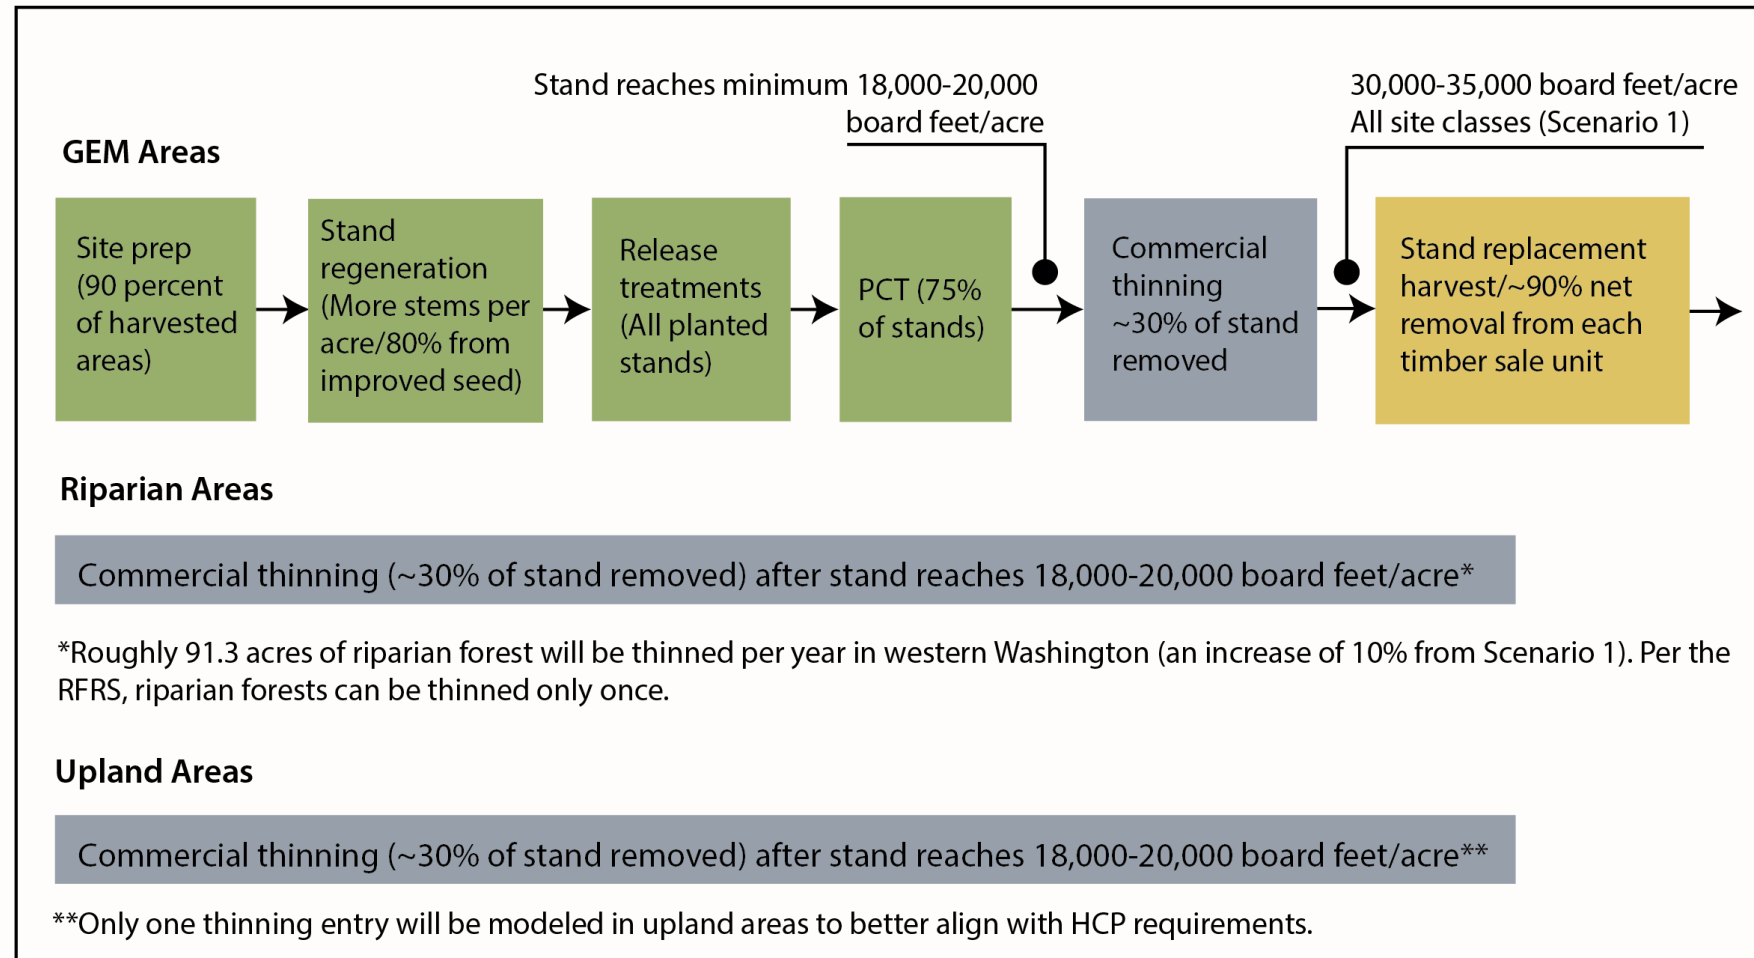 Stand reaches minimum 18,000-20,000
board feet/acre
30,000-35,000 board feet/acre
All site classes (Scenario 1)
GEM Areas
Site prep
(90 percent
of harvested
areas)
Stand
regeneration
(More stems per
acre/80% from
improved seed)
Release
treatments
(All planted
stands)
PCT (75%
of stands)
Commercial
thinning
~30% of stand
removed
Stand replacement
harvest/~90% net
removal from each
timber sale unit
Riparian Areas
Commercial thinning (~30% of stand removed) after stand reaches 18,000-20,000 board feet/acre*
*Roughly 91.3 acres of riparian forest will be thinned per year in western Washington (an increase of 10% from Scenario 1). Per the
RFRS, riparian forests can be thinned only once.
Upland Areas
Commercial thinning (~30% of stand removed) after stand reaches 18,000-20,000 board feet/acre**
**Only one thinning entry will be modeled in upland areas to better align with HCP requirements.